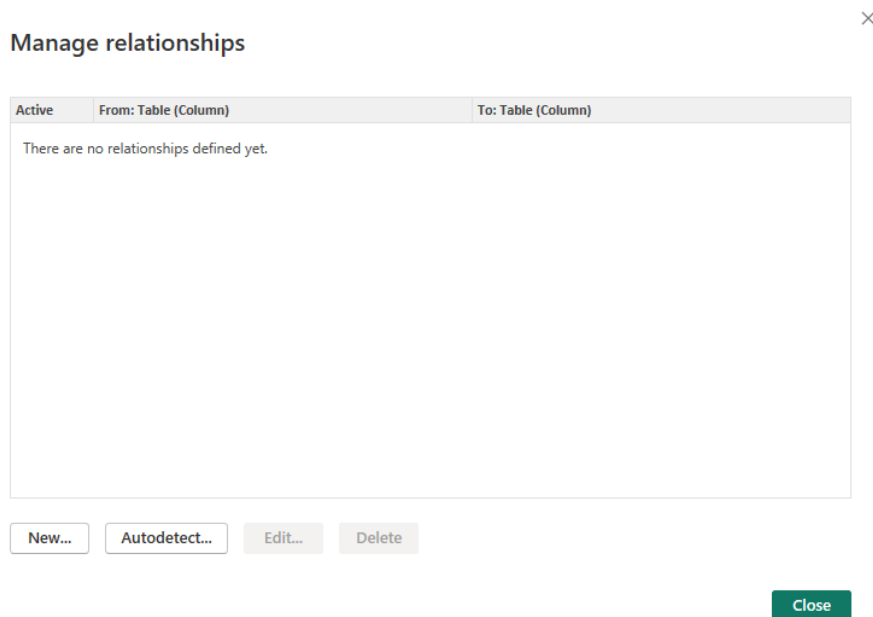 Manage relationships
Active From: Table (Column) To: Table (Column)
There are no relationships defined yet.
New... Autodetect... Edit... Delete
Close